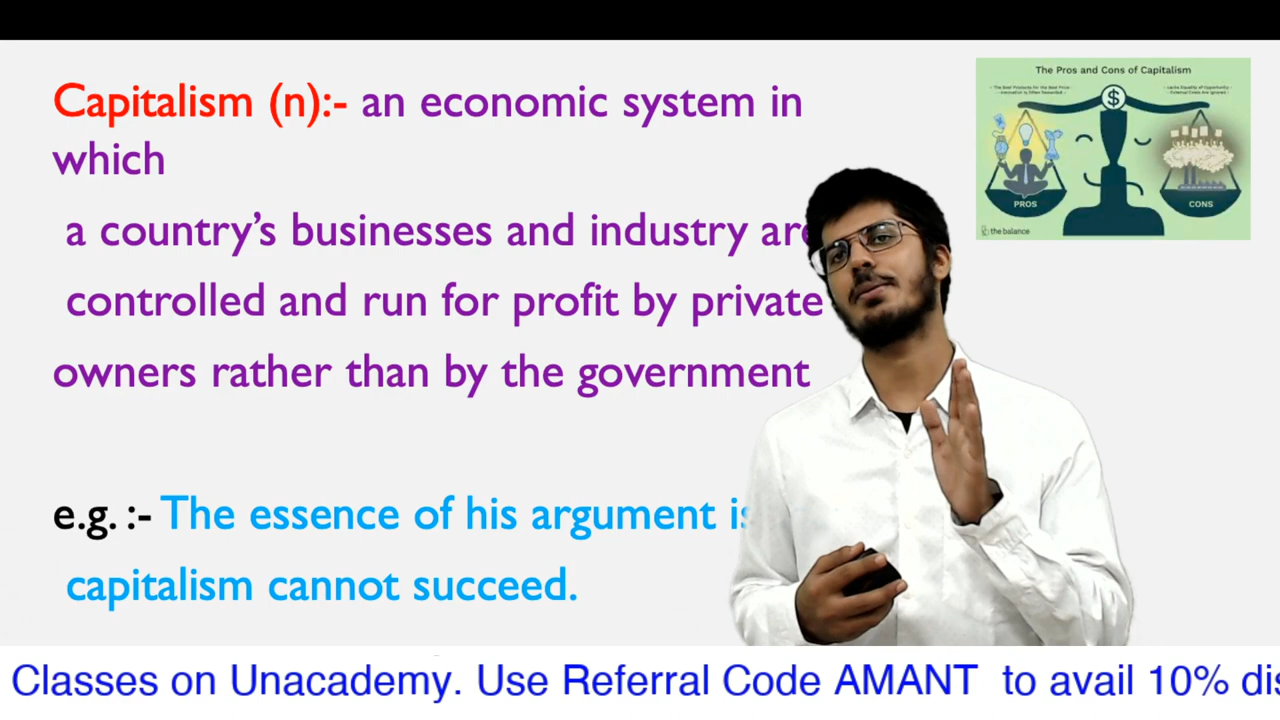 Capitalism (n):- an economic system in
which
a country's businesses and industry are
controlled and run for profit by private
owners rather than by the government
e.g. :- The essence of his argument is
capitalism cannot succeed.
The Pros and Cons of Capitalism
$
PROS
CONS
the balance
Classes on Unacademy. Use Referral Code AMANT to avail 10% dis